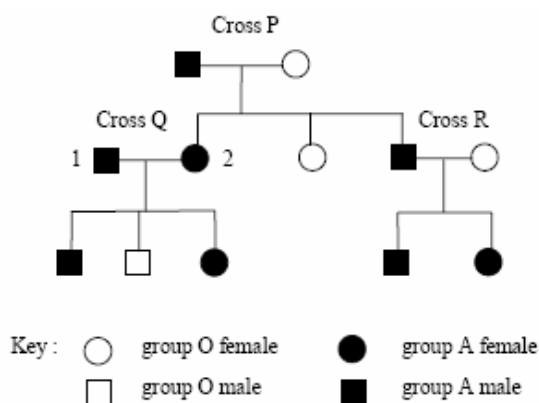 Cross P
Cross Q
Cross R
1
2
Key :
group O female
group A female
group O male
group A male